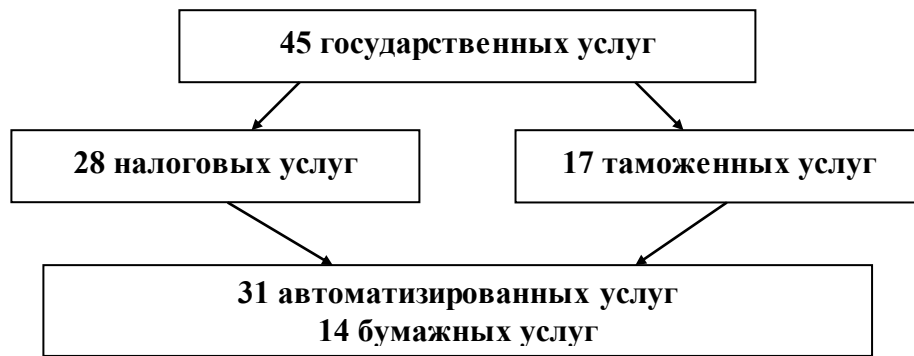 45 государственных услуг
28 налоговых услуг
17 таможенных услуг
31 автоматизированных услуг
14 бумажных услуг